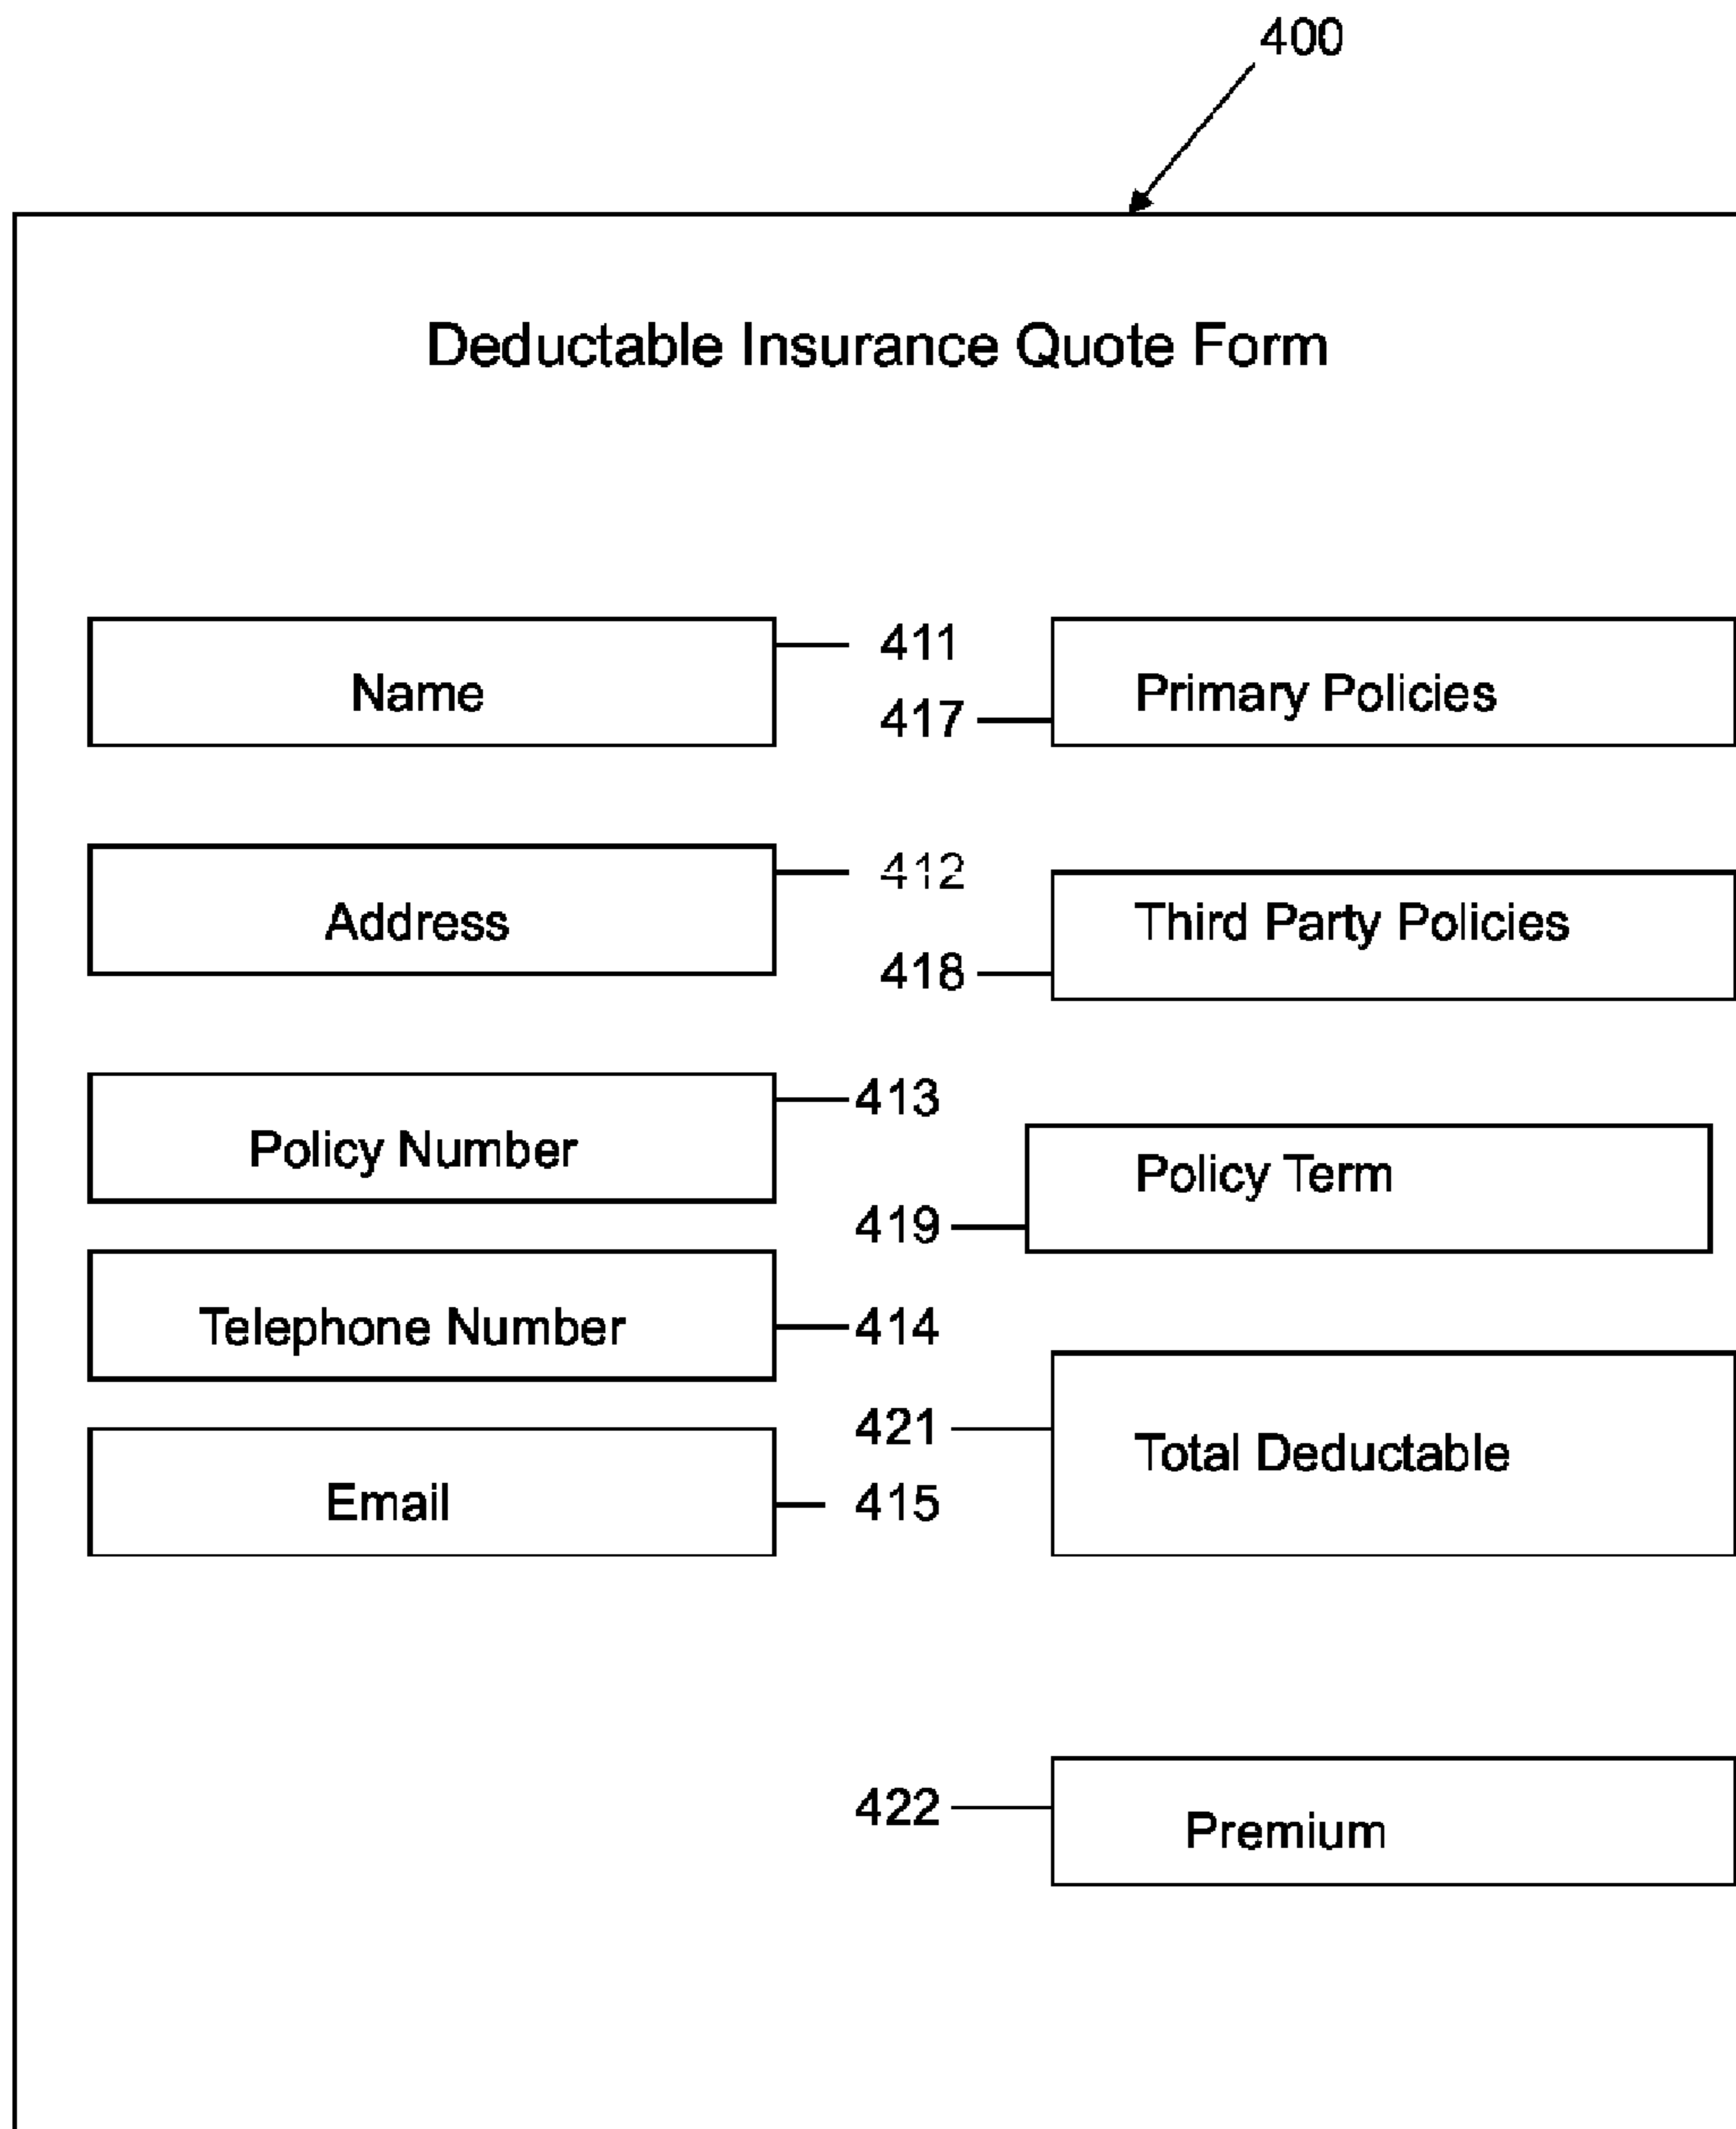 400
Deductable Insurance Quote Form
Name
411
417
Primary Policies
Address
412
418
Third Party Policies
Policy Number
413
419
Policy Term
Telephone Number
414
421
Total Deductable
Email
415
422
Premium